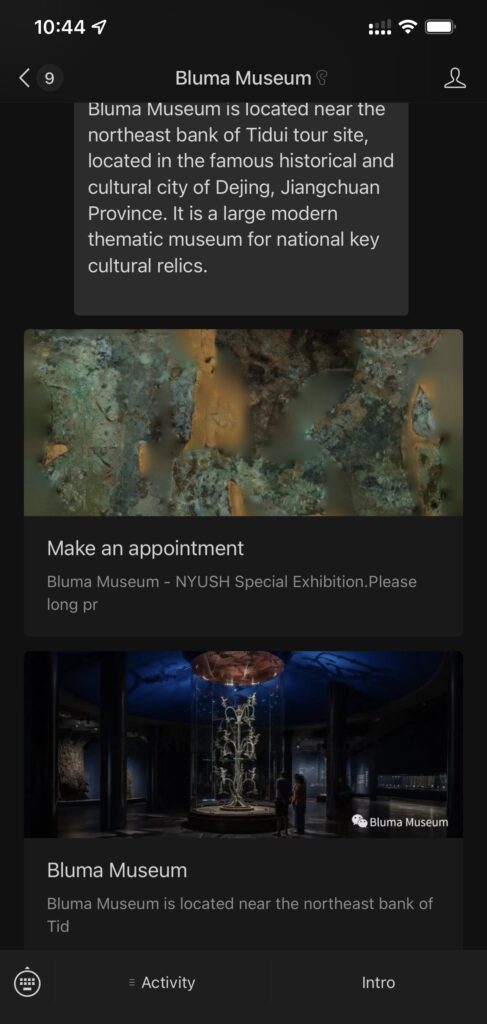 10:44
9
Bluma Museum
Bluma Museum is located near the
northeast bank of Tidui tour site,
located in the famous historical and
cultural city of Dejing, Jiangchuan
Province. It is a large modern
thematic museum for national key
cultural relics.
Make an appointment
Bluma Museum - NYUSH Special Exhibition.Please
long pr
Bluma Museum
Bluma Museum
Bluma Museum is located near the northeast bank of
Tid
Activity
Intro